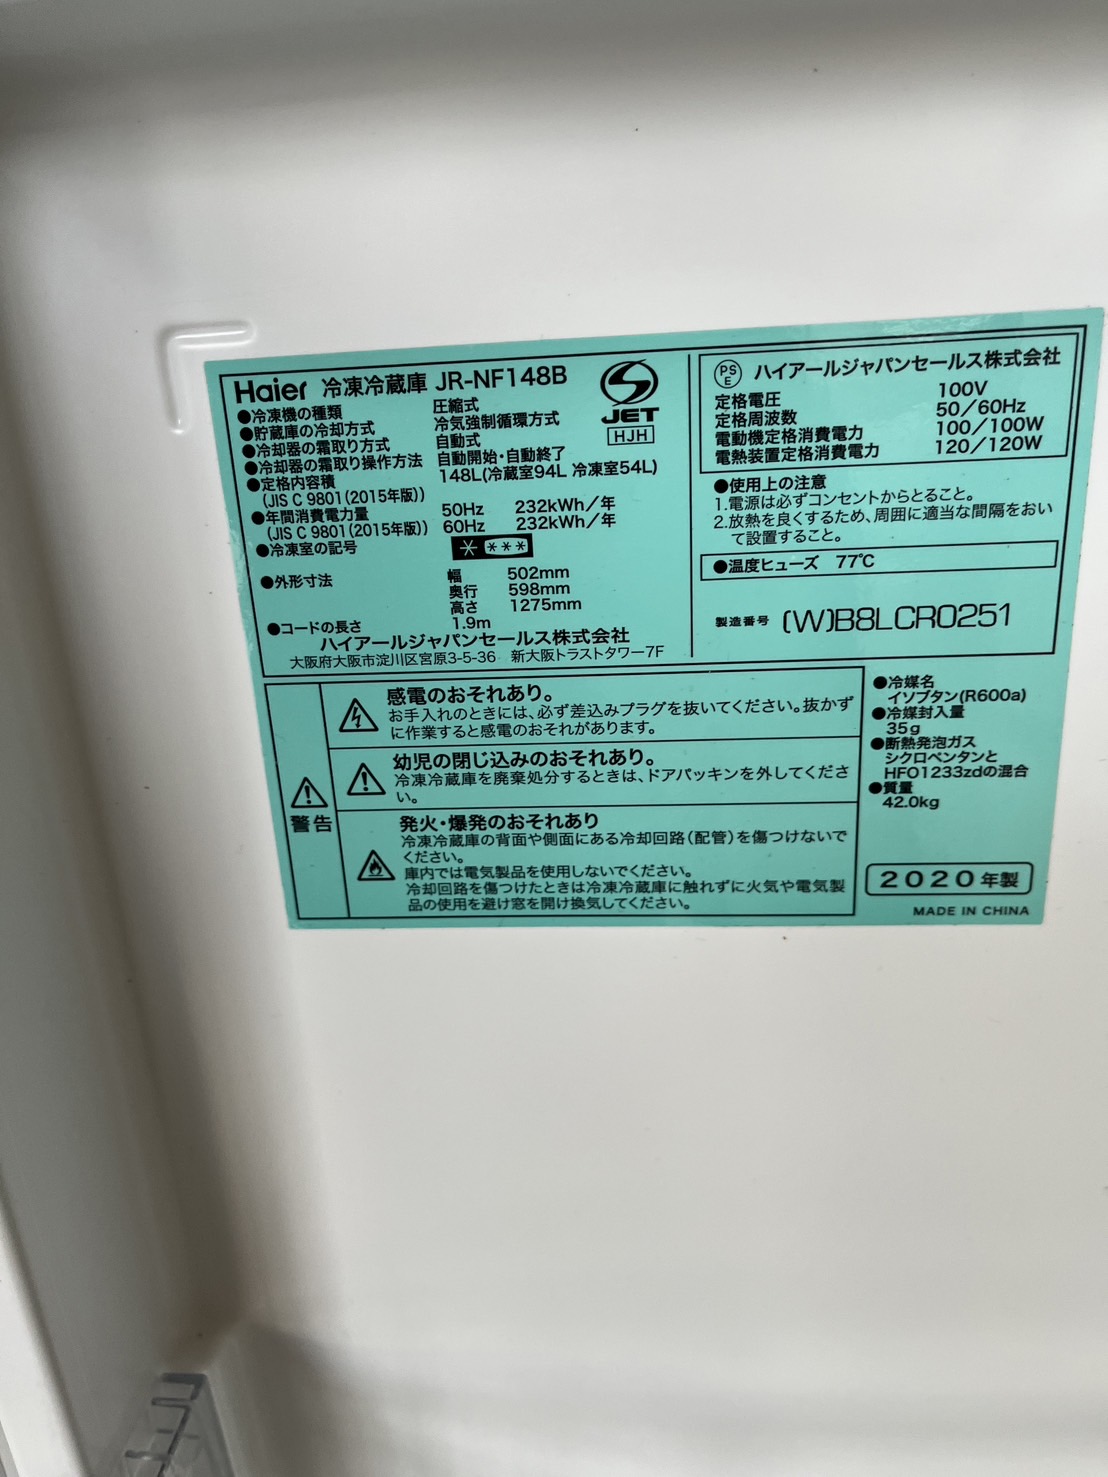 Haier 冷凍冷蔵庫 JR-NF148B
●冷凍機の種類 圧縮式
●貯蔵庫の冷却方式 冷気強制循環方式
●冷却器の霜取り方式 自動式
●冷却器の霜取り操作方法 自動開始・自動終了
●定格内容積 148L(冷蔵室94L 冷凍室54L)
(JIS C 9801(2015年版))
●年間消費電力量 50Hz 232kWh/年
(JIS C 9801(2015年版)) 60Hz 232kWh/年
●冷凍室の記号 * ***
●外形寸法 幅 502mm
奥行 598mm
高さ 1275mm
●コードの長さ 1.9m
ハイアールジャパンセールス株式会社
大阪府大阪市淀川区宮原3-5-36 新大阪トラストタワー7F
JET
HJH
PS
E
ハイアールジャパンセールス株式会社
定格電圧 100V
定格周波数 50/60Hz
電動機定格消費電力 100/100W
電熱装置定格消費電力 120/120W
●使用上の注意
1.電源は必ずコンセントからとること。
2.放熱を良くするため、周囲に適当な間隔をおい
て設置すること。
●温度ヒューズ 77℃
製造番号 (W)B8LCR0251
警告
感電のおそれあり。
お手入れのときには、必ず差込みプラグを抜いてください。抜かず
に作業すると感電のおそれがあります。
幼児の閉じ込みのおそれあり。
冷凍冷蔵庫を廃棄処分するときは、ドアパッキンを外してくださ
い。
発火・爆発のおそれあり
冷凍冷蔵庫の背面や側面にある冷却回路(配管)を傷つけないで
ください。
庫内では電気製品を使用しないでください。
冷却回路を傷つけたときは冷凍冷蔵庫に触れずに火気や電気製
品の使用を避け窓を開け換気してください。
●冷媒名
イソブタン(R600a)
●冷媒封入量
35g
●断熱発泡ガス
シクロペンタンと
HFO1233zdの混合
●質量
42.0kg
2020年製
MADE IN CHINA